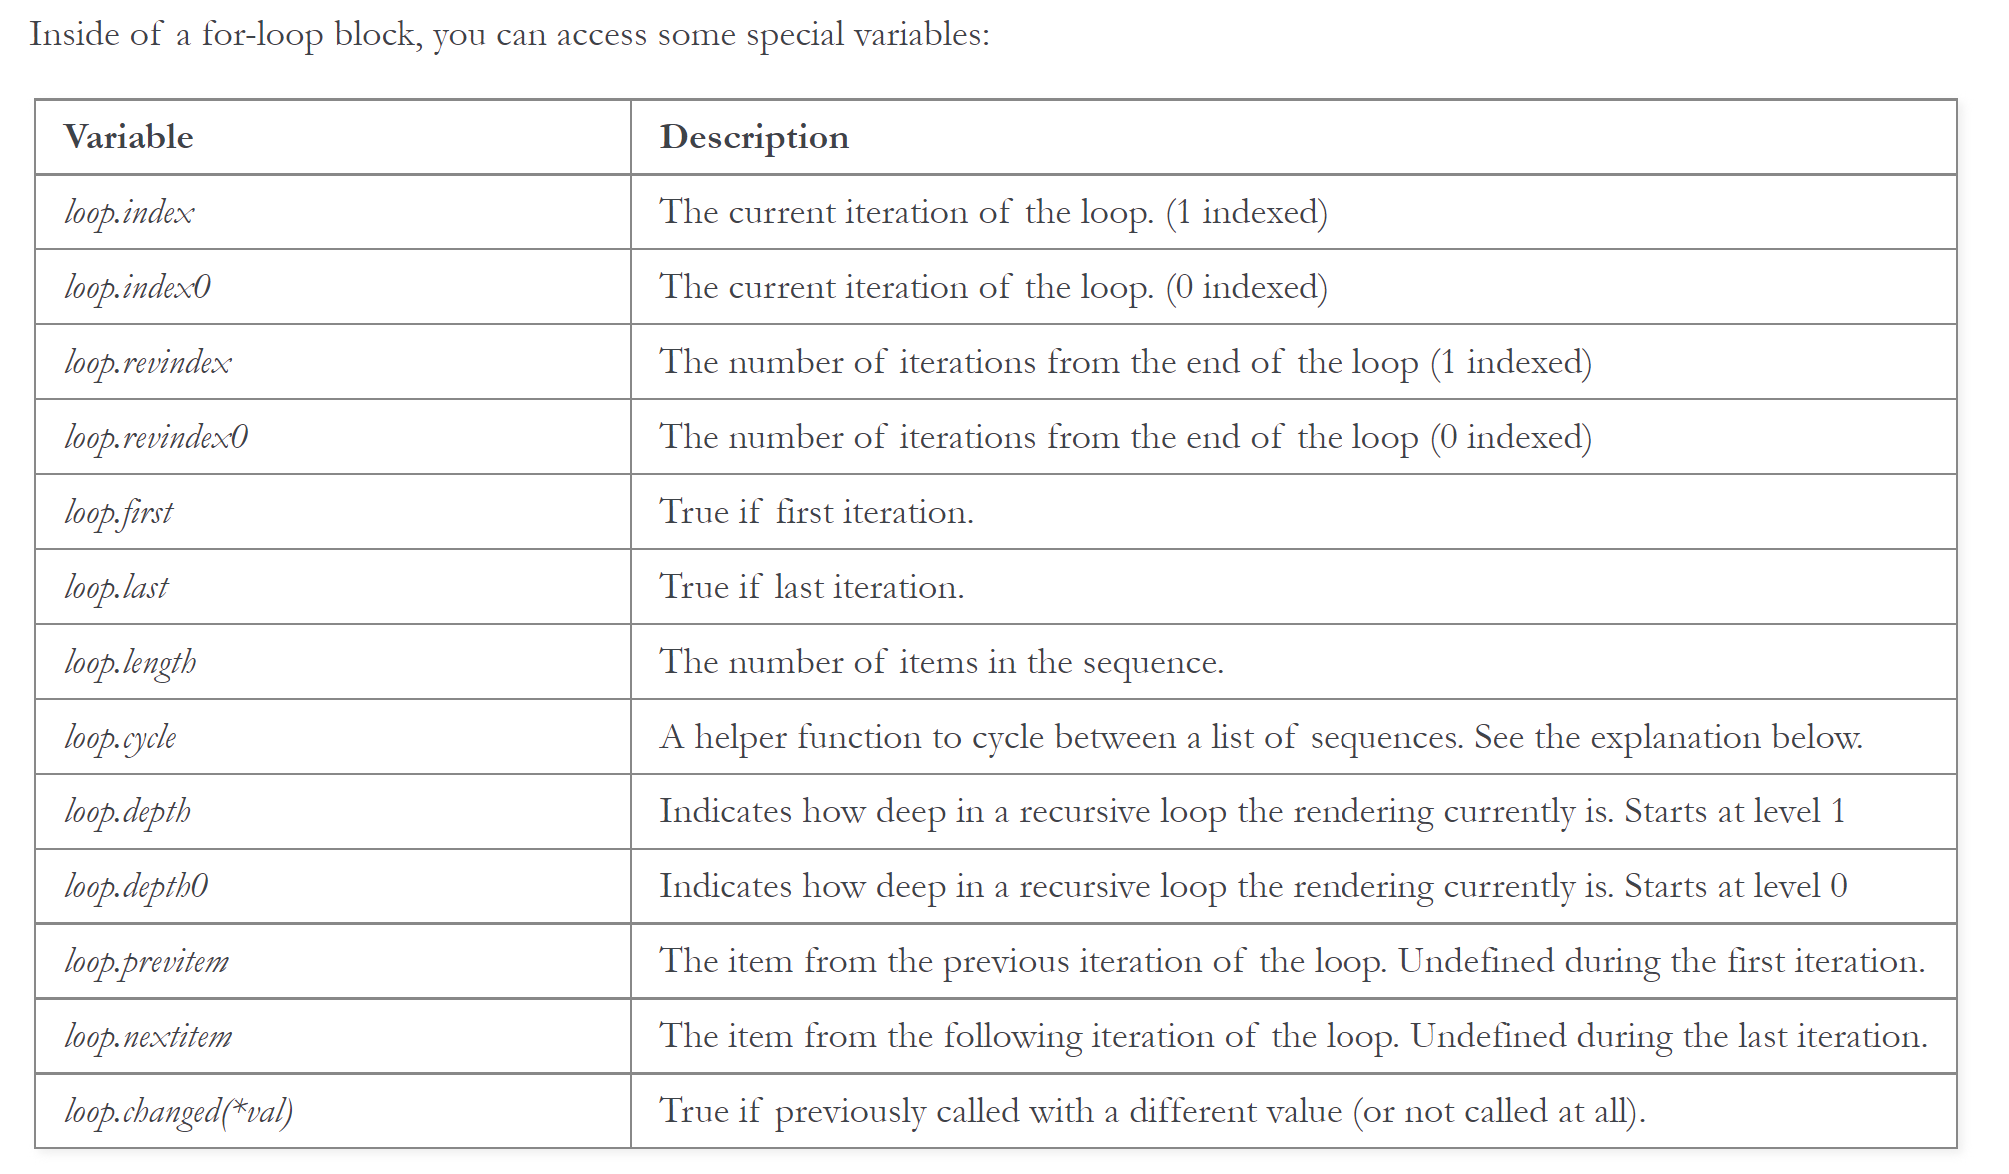 Inside of a for-loop block, you can access some special variables:
Variable Description
loop.index The current iteration of the loop. (1 indexed)
loop.index0 The current iteration of the loop. (0 indexed)
loop.revindex The number of iterations from the end of the loop (1 indexed)
loop.revindex0 The number of iterations from the end of the loop (0 indexed)
loop.first True if first iteration.
loop.last True if last iteration.
loop.length The number of items in the sequence.
loop.cycle A helper function to cycle between a list of sequences. See the explanation below.
loop.depth Indicates how deep in a recursive loop the rendering currently is. Starts at level 1
loop.depth0 Indicates how deep in a recursive loop the rendering currently is. Starts at level 0
loop.previtem The item from the previous iteration of the loop. Undefined during the first iteration.
loop.nextitem The item from the following iteration of the loop. Undefined during the last iteration.
loop.changed(*val) True if previously called with a different value (or not called at all).